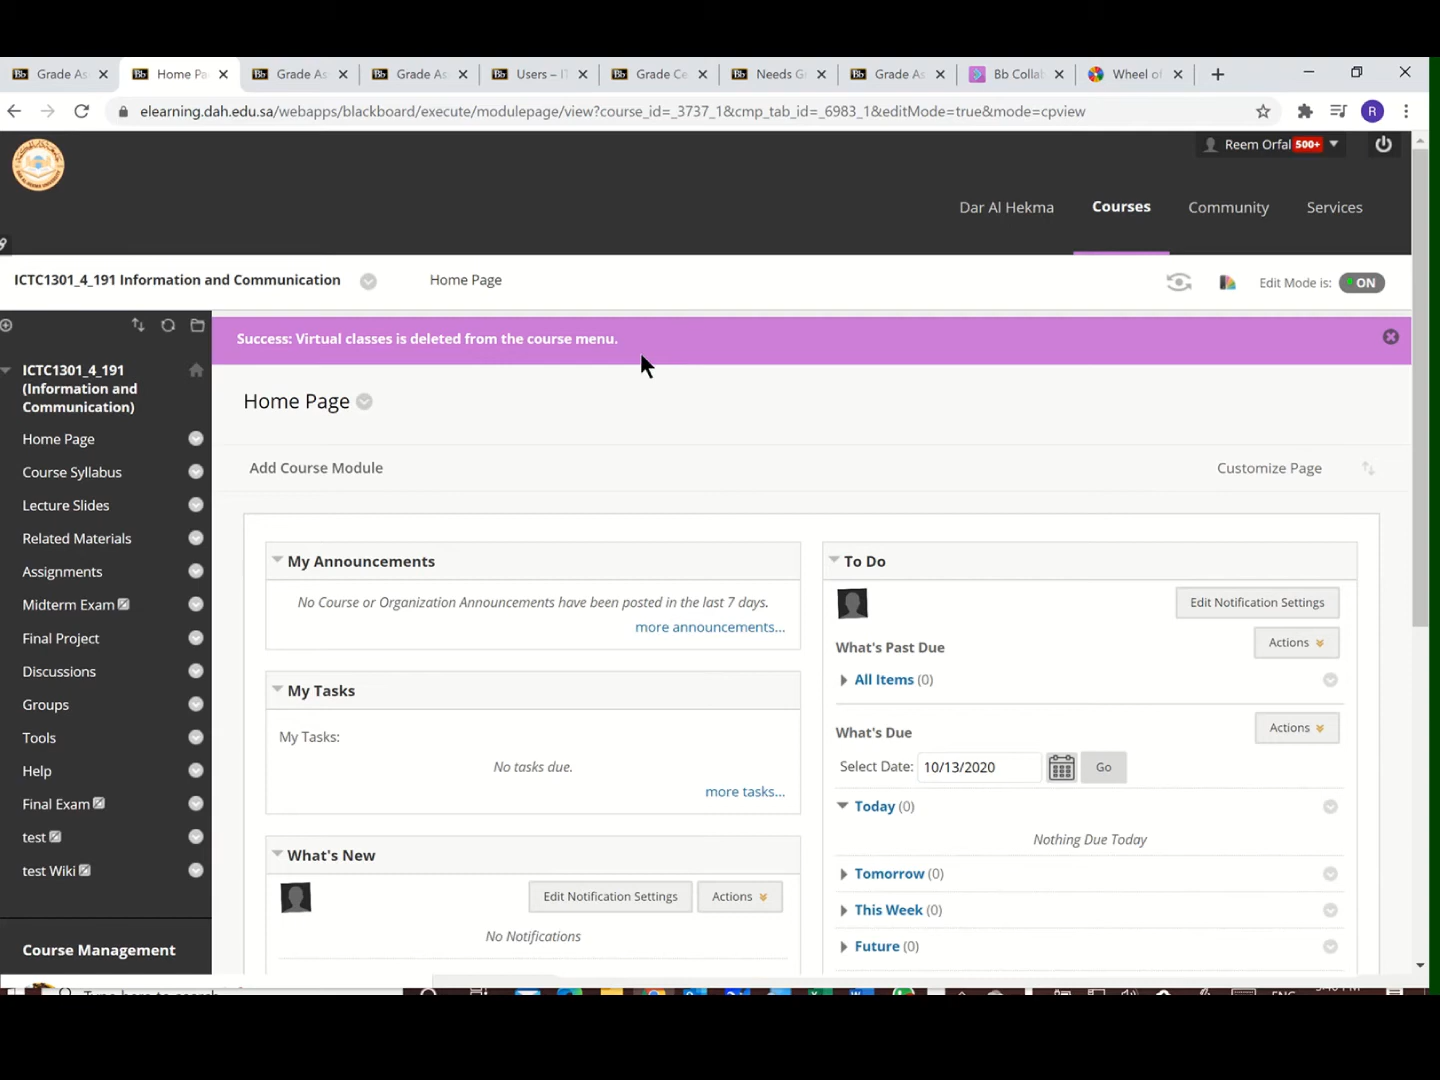 Grade As
Home Pa
Grade As
Grade As
Users – IT
Grade Ce
Needs G
Grade As
Bb Collab
Wheel of
elearning.dah.edu.sa/webapps/blackboard/execute/modulepage/view?course_id=_3737_1&cmp_tab_id=_6983_1&editMode=true&mode=cpview
R
Reem Orfal 500+
Dar Al Hekma
Courses
Community
Services
ICTC1301_4_191 Information and Communication
Home Page
Edit Mode is: ON
Success: Virtual classes is deleted from the course menu.
ICTC1301_4_191
(Information and
Communication)
Home Page
Course Syllabus
Lecture Slides
Related Materials
Assignments
Midterm Exam
Final Project
Discussions
Groups
Tools
Help
Final Exam
test
test Wiki
Course Management
Home Page
Add Course Module
Customize Page
My Announcements
No Course or Organization Announcements have been posted in the last 7 days.
more announcements...
My Tasks
My Tasks:
No tasks due.
more tasks...
What's New
Edit Notification Settings
Actions
No Notifications
To Do
Edit Notification Settings
What's Past Due
Actions
All Items (0)
What's Due
Actions
Select Date: 10/13/2020 Go
Today (0)
Nothing Due Today
Tomorrow (0)
This Week (0)
Future (0)